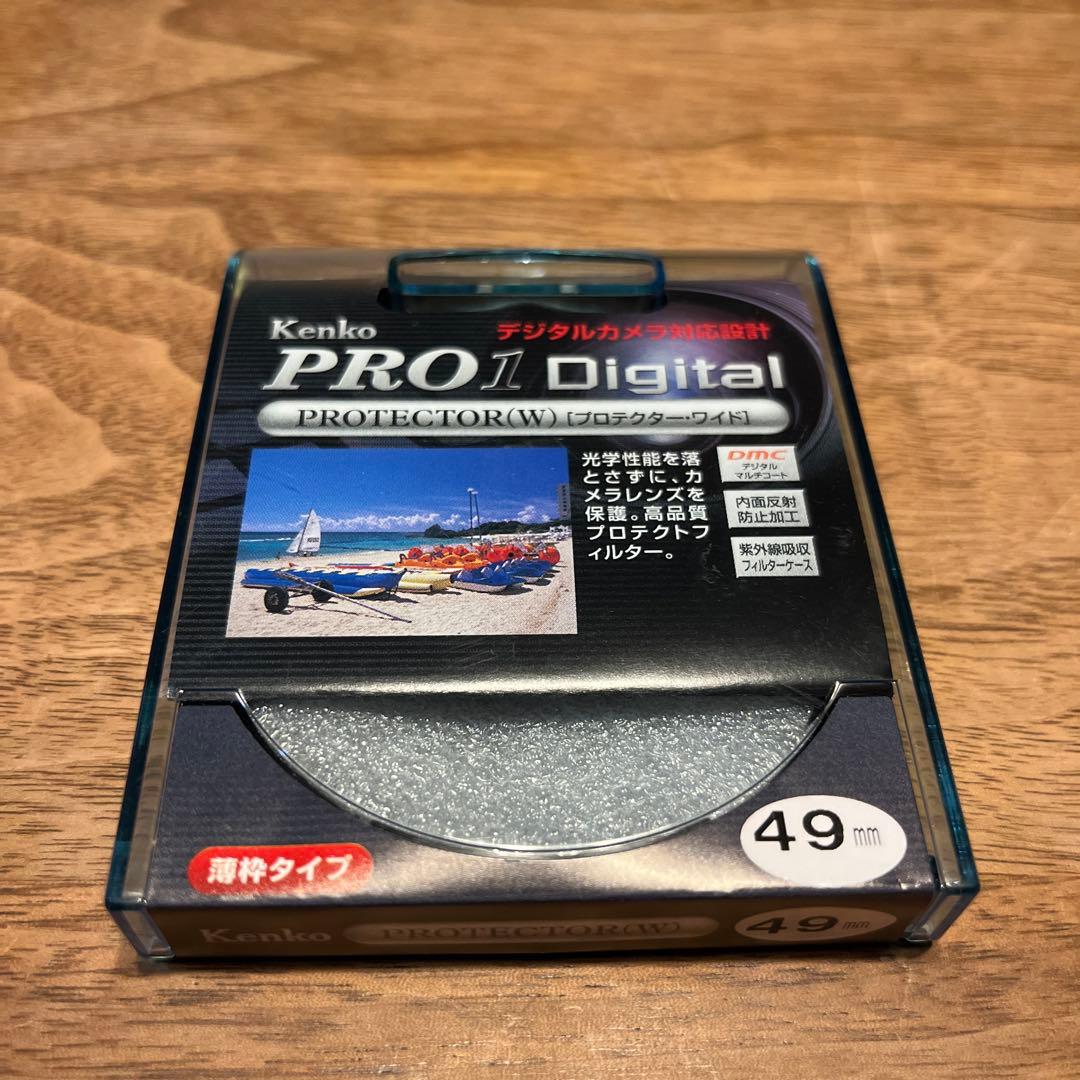 Kenko
デジタルカメラ対応設計
PRO1 Digital
PROTECTOR(W) [プロテクター・ワイド]
光学性能を落
とさずに、カ
メラレンズを
保護。高品質
プロテクトフ
ィルター。
DMC
デジタル
マルチコート
内面反射
防止加工
紫外線吸収
フィルターケース
49mm
薄枠タイプ
Kenko PROTECTOR(W) 49mm